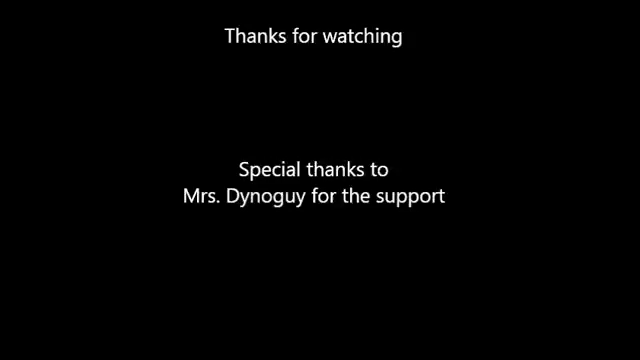 Thanks for watching
Special thanks to
Mrs. Dynoguy for the support